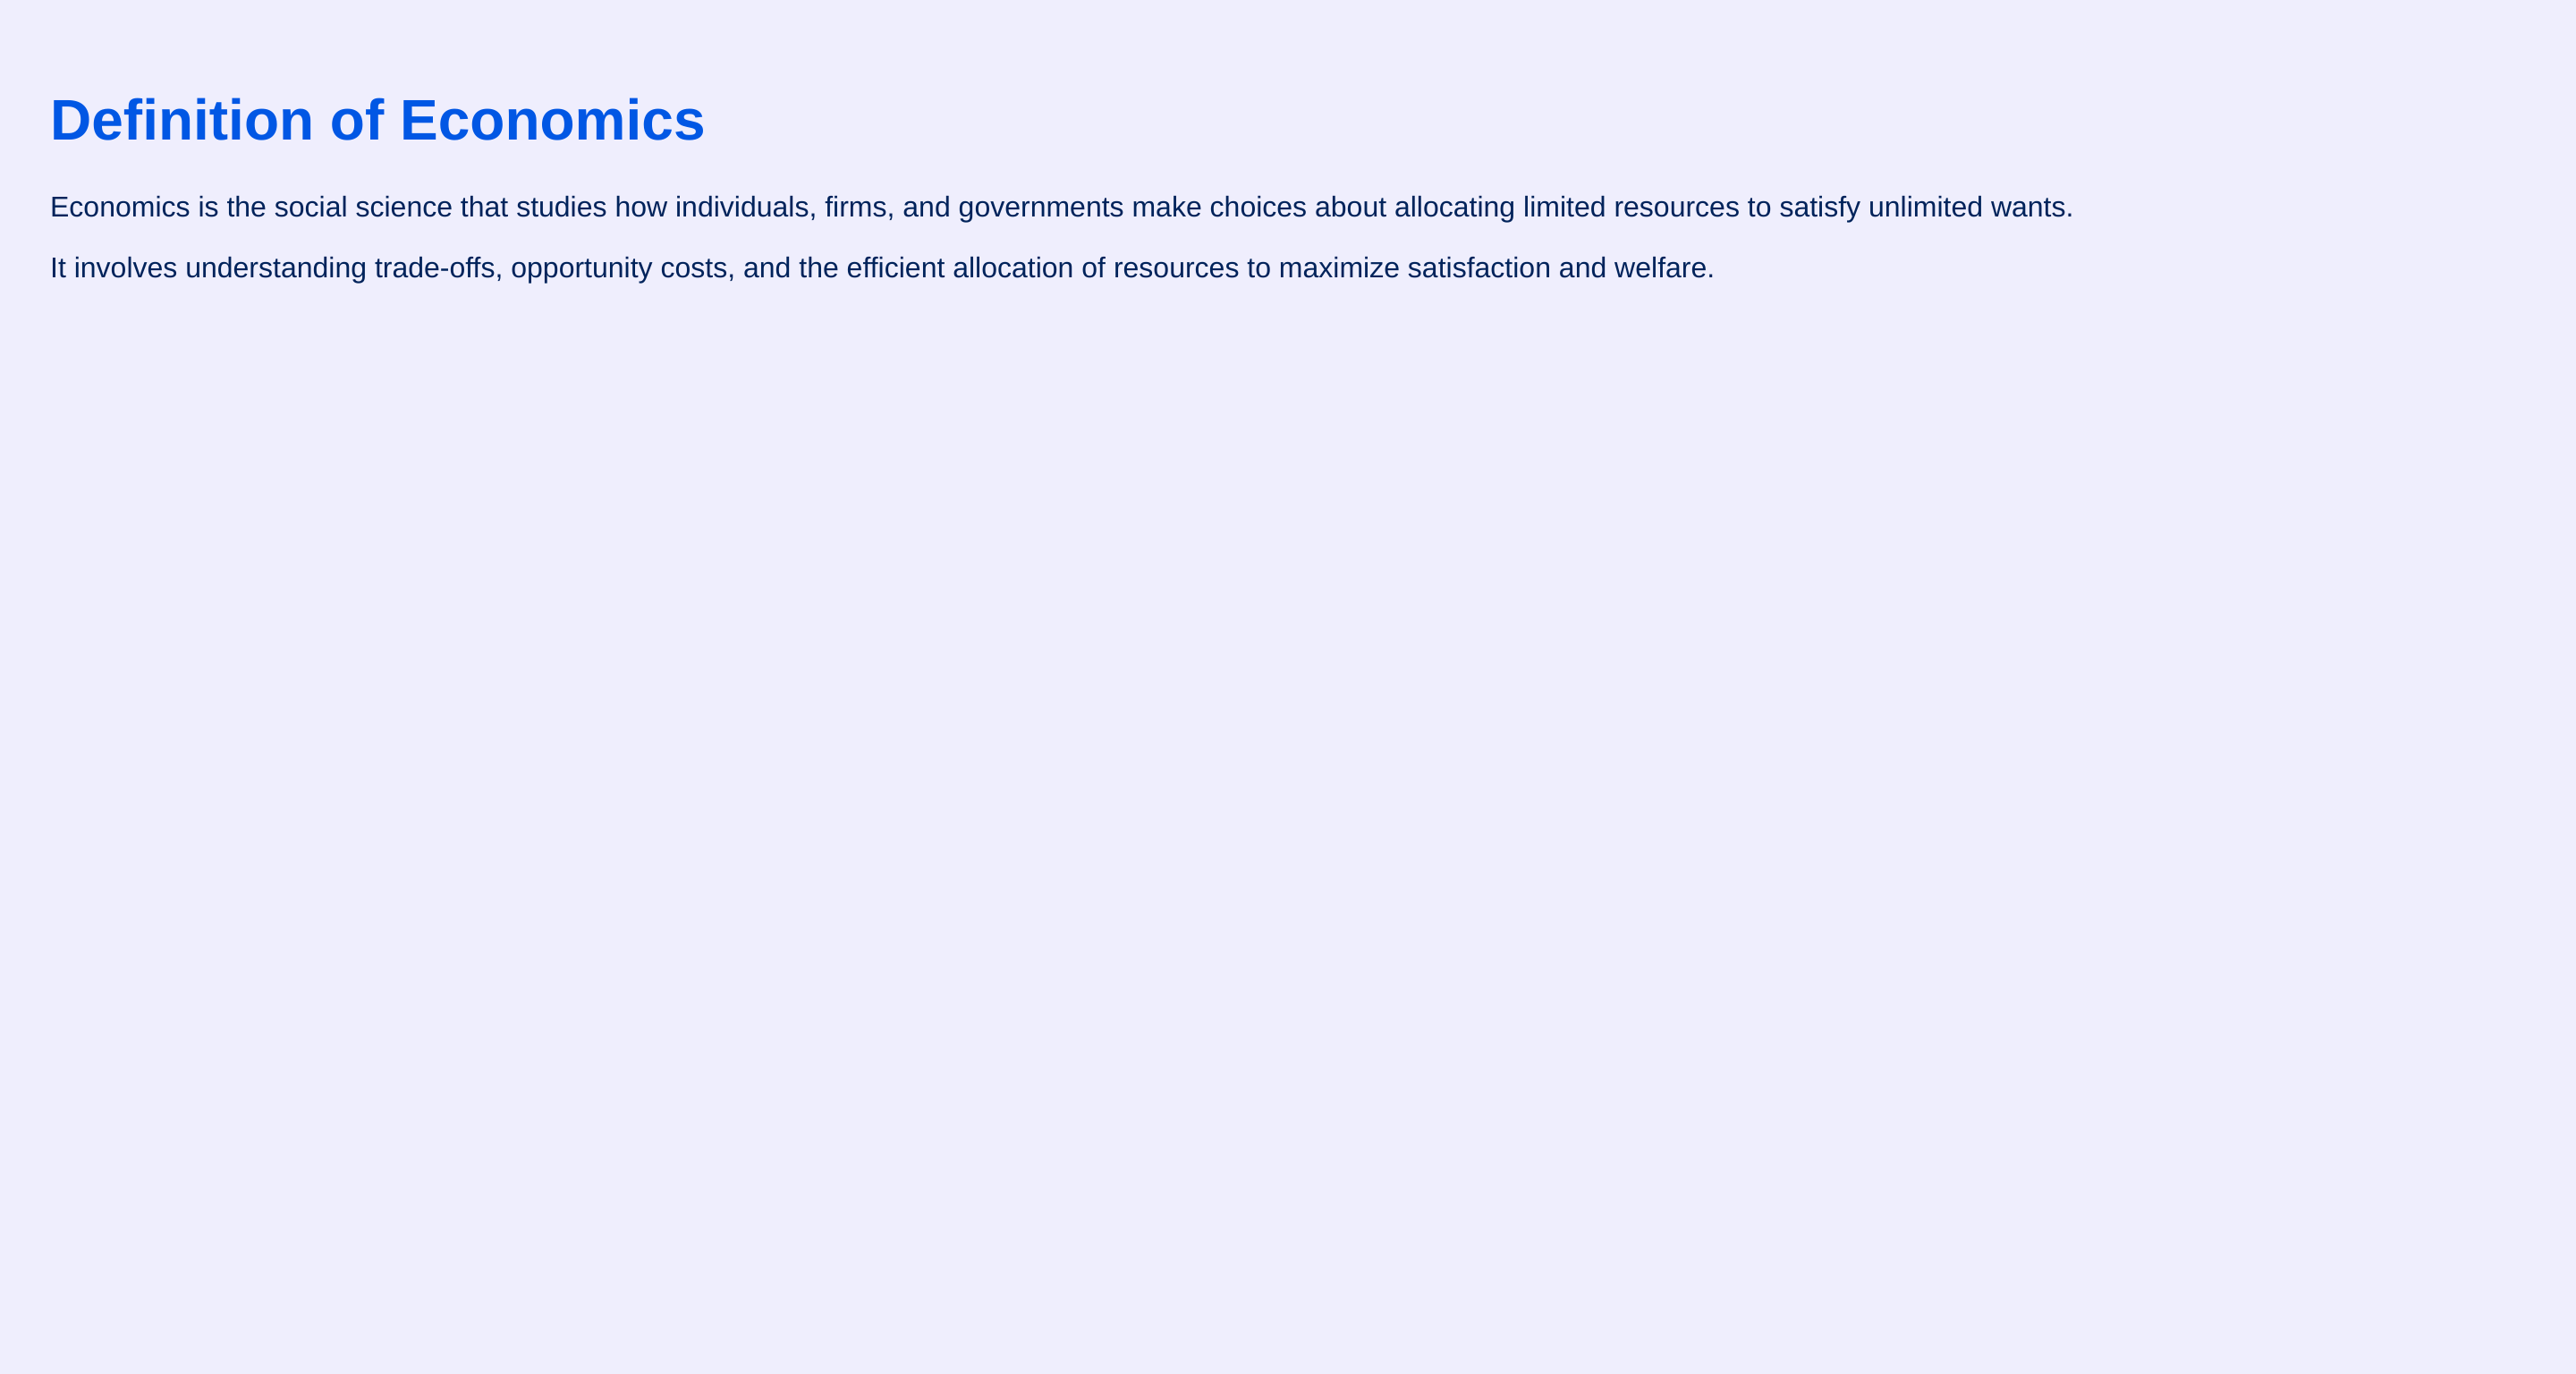 Definition of Economics
Economics is the social science that studies how individuals, firms, and governments make choices about allocating limited resources to satisfy unlimited wants.
It involves understanding trade-offs, opportunity costs, and the efficient allocation of resources to maximize satisfaction and welfare.